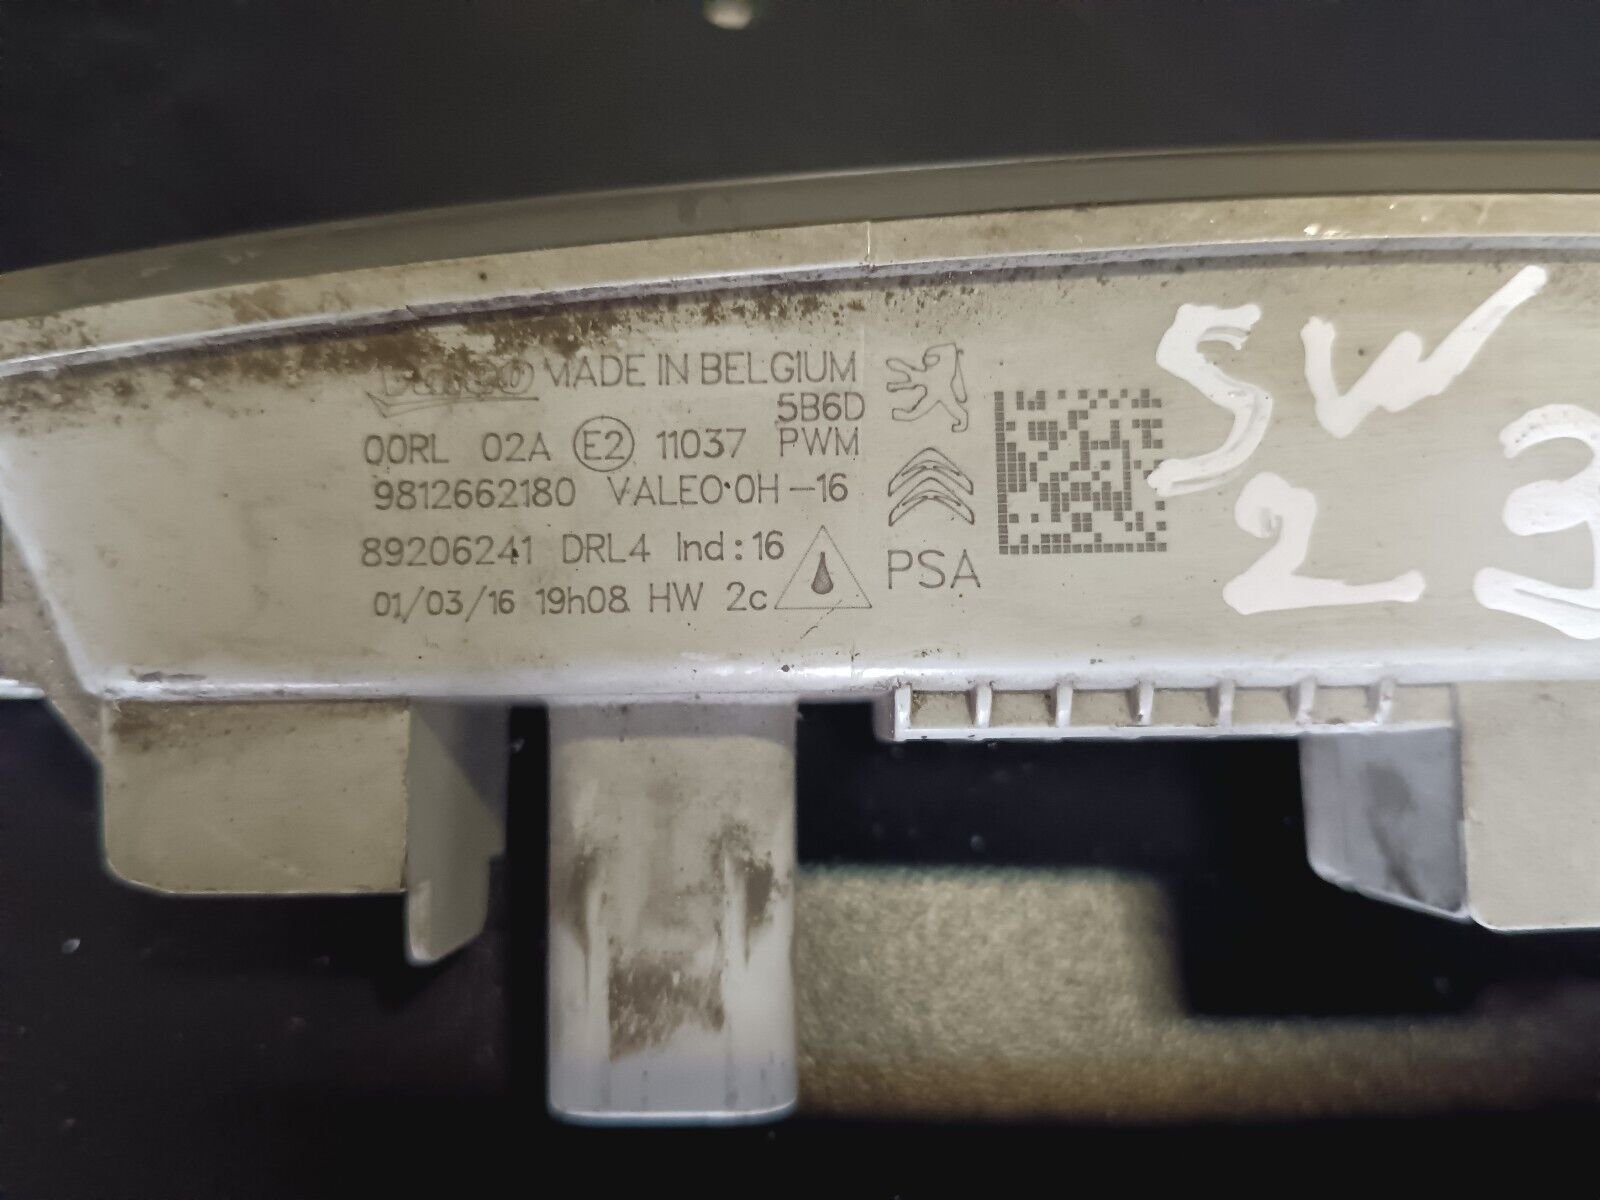 Valeo MADE IN BELGIUM
5B6D
00RL 02A E2 11037 PWM
9812662180 VALEO·0H-16
89206241 DRL4 Ind:16
01/03/16 19h08 HW 2c
PSA
SW
2 3